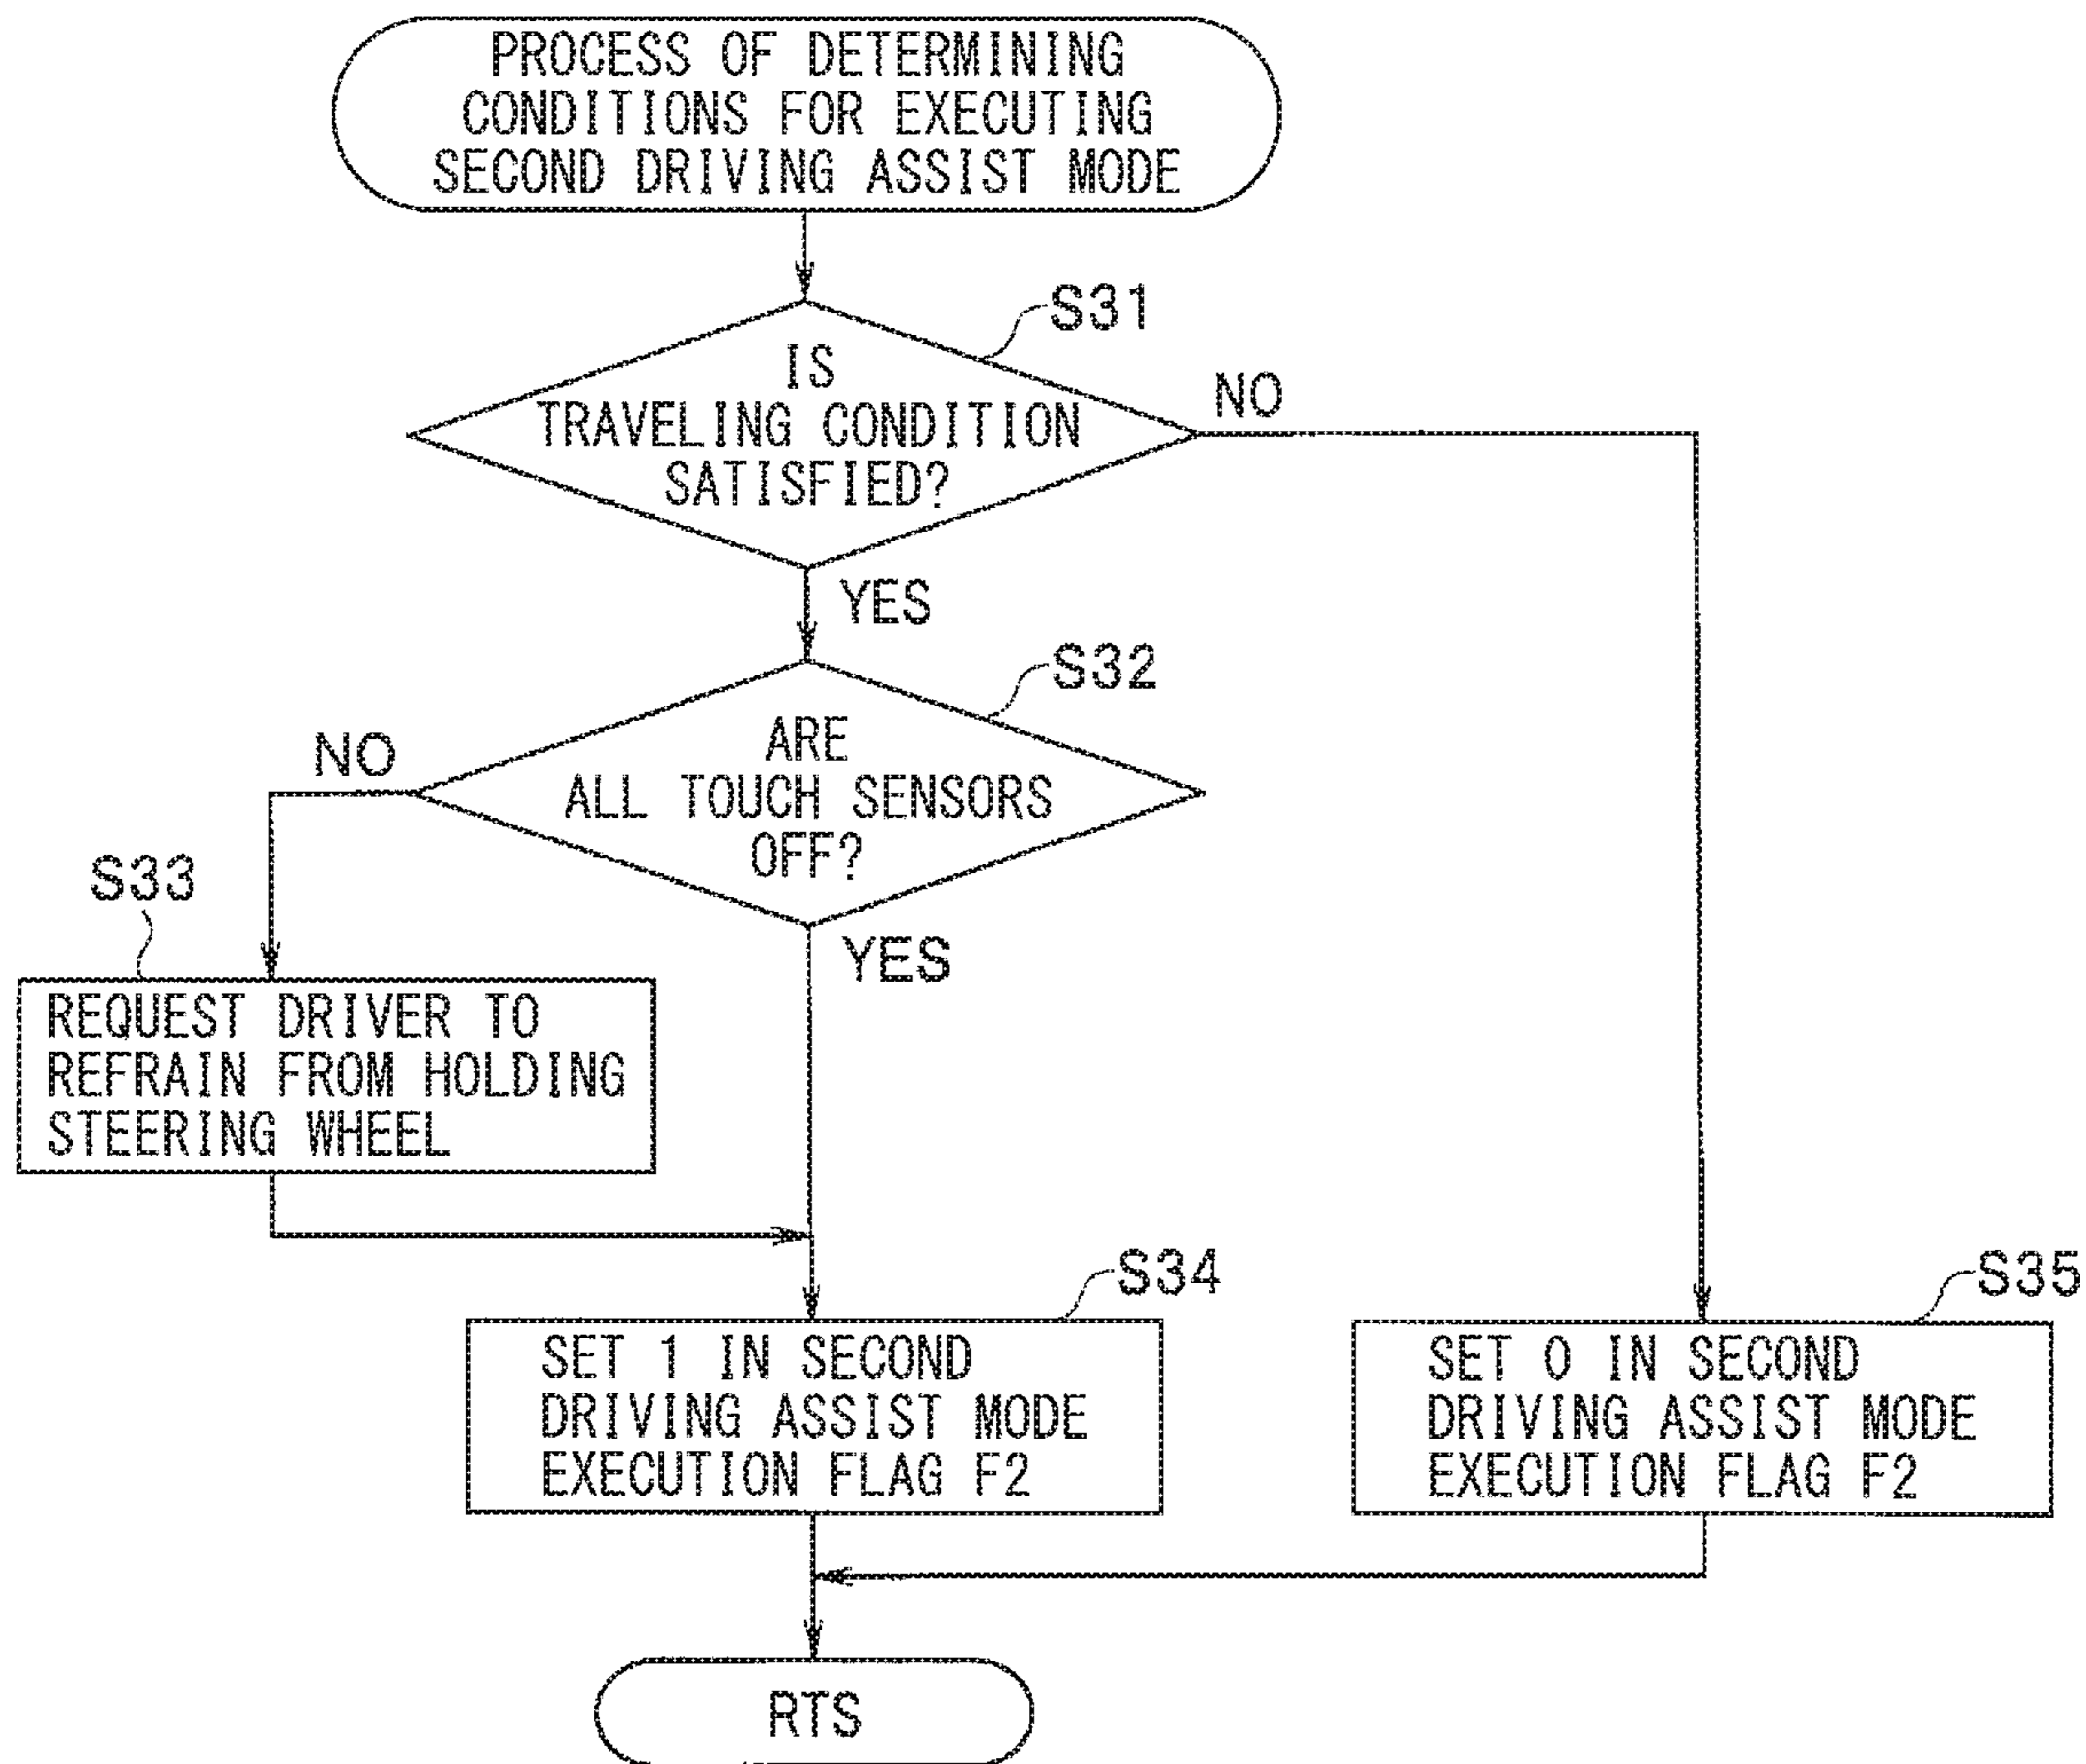 PROCESS OF DETERMINING
CONDITIONS FOR EXECUTING
SECOND DRIVING ASSIST MODE
S31
IS
TRAVELING CONDITION
SATISFIED?
NO
YES
S32
ARE
ALL TOUCH SENSORS
OFF?
NO
YES
S33
REQUEST DRIVER TO
REFRAIN FROM HOLDING
STEERING WHEEL
S34
SET 1 IN SECOND
DRIVING ASSIST MODE
EXECUTION FLAG F2
S35
SET 0 IN SECOND
DRIVING ASSIST MODE
EXECUTION FLAG F2
RTS